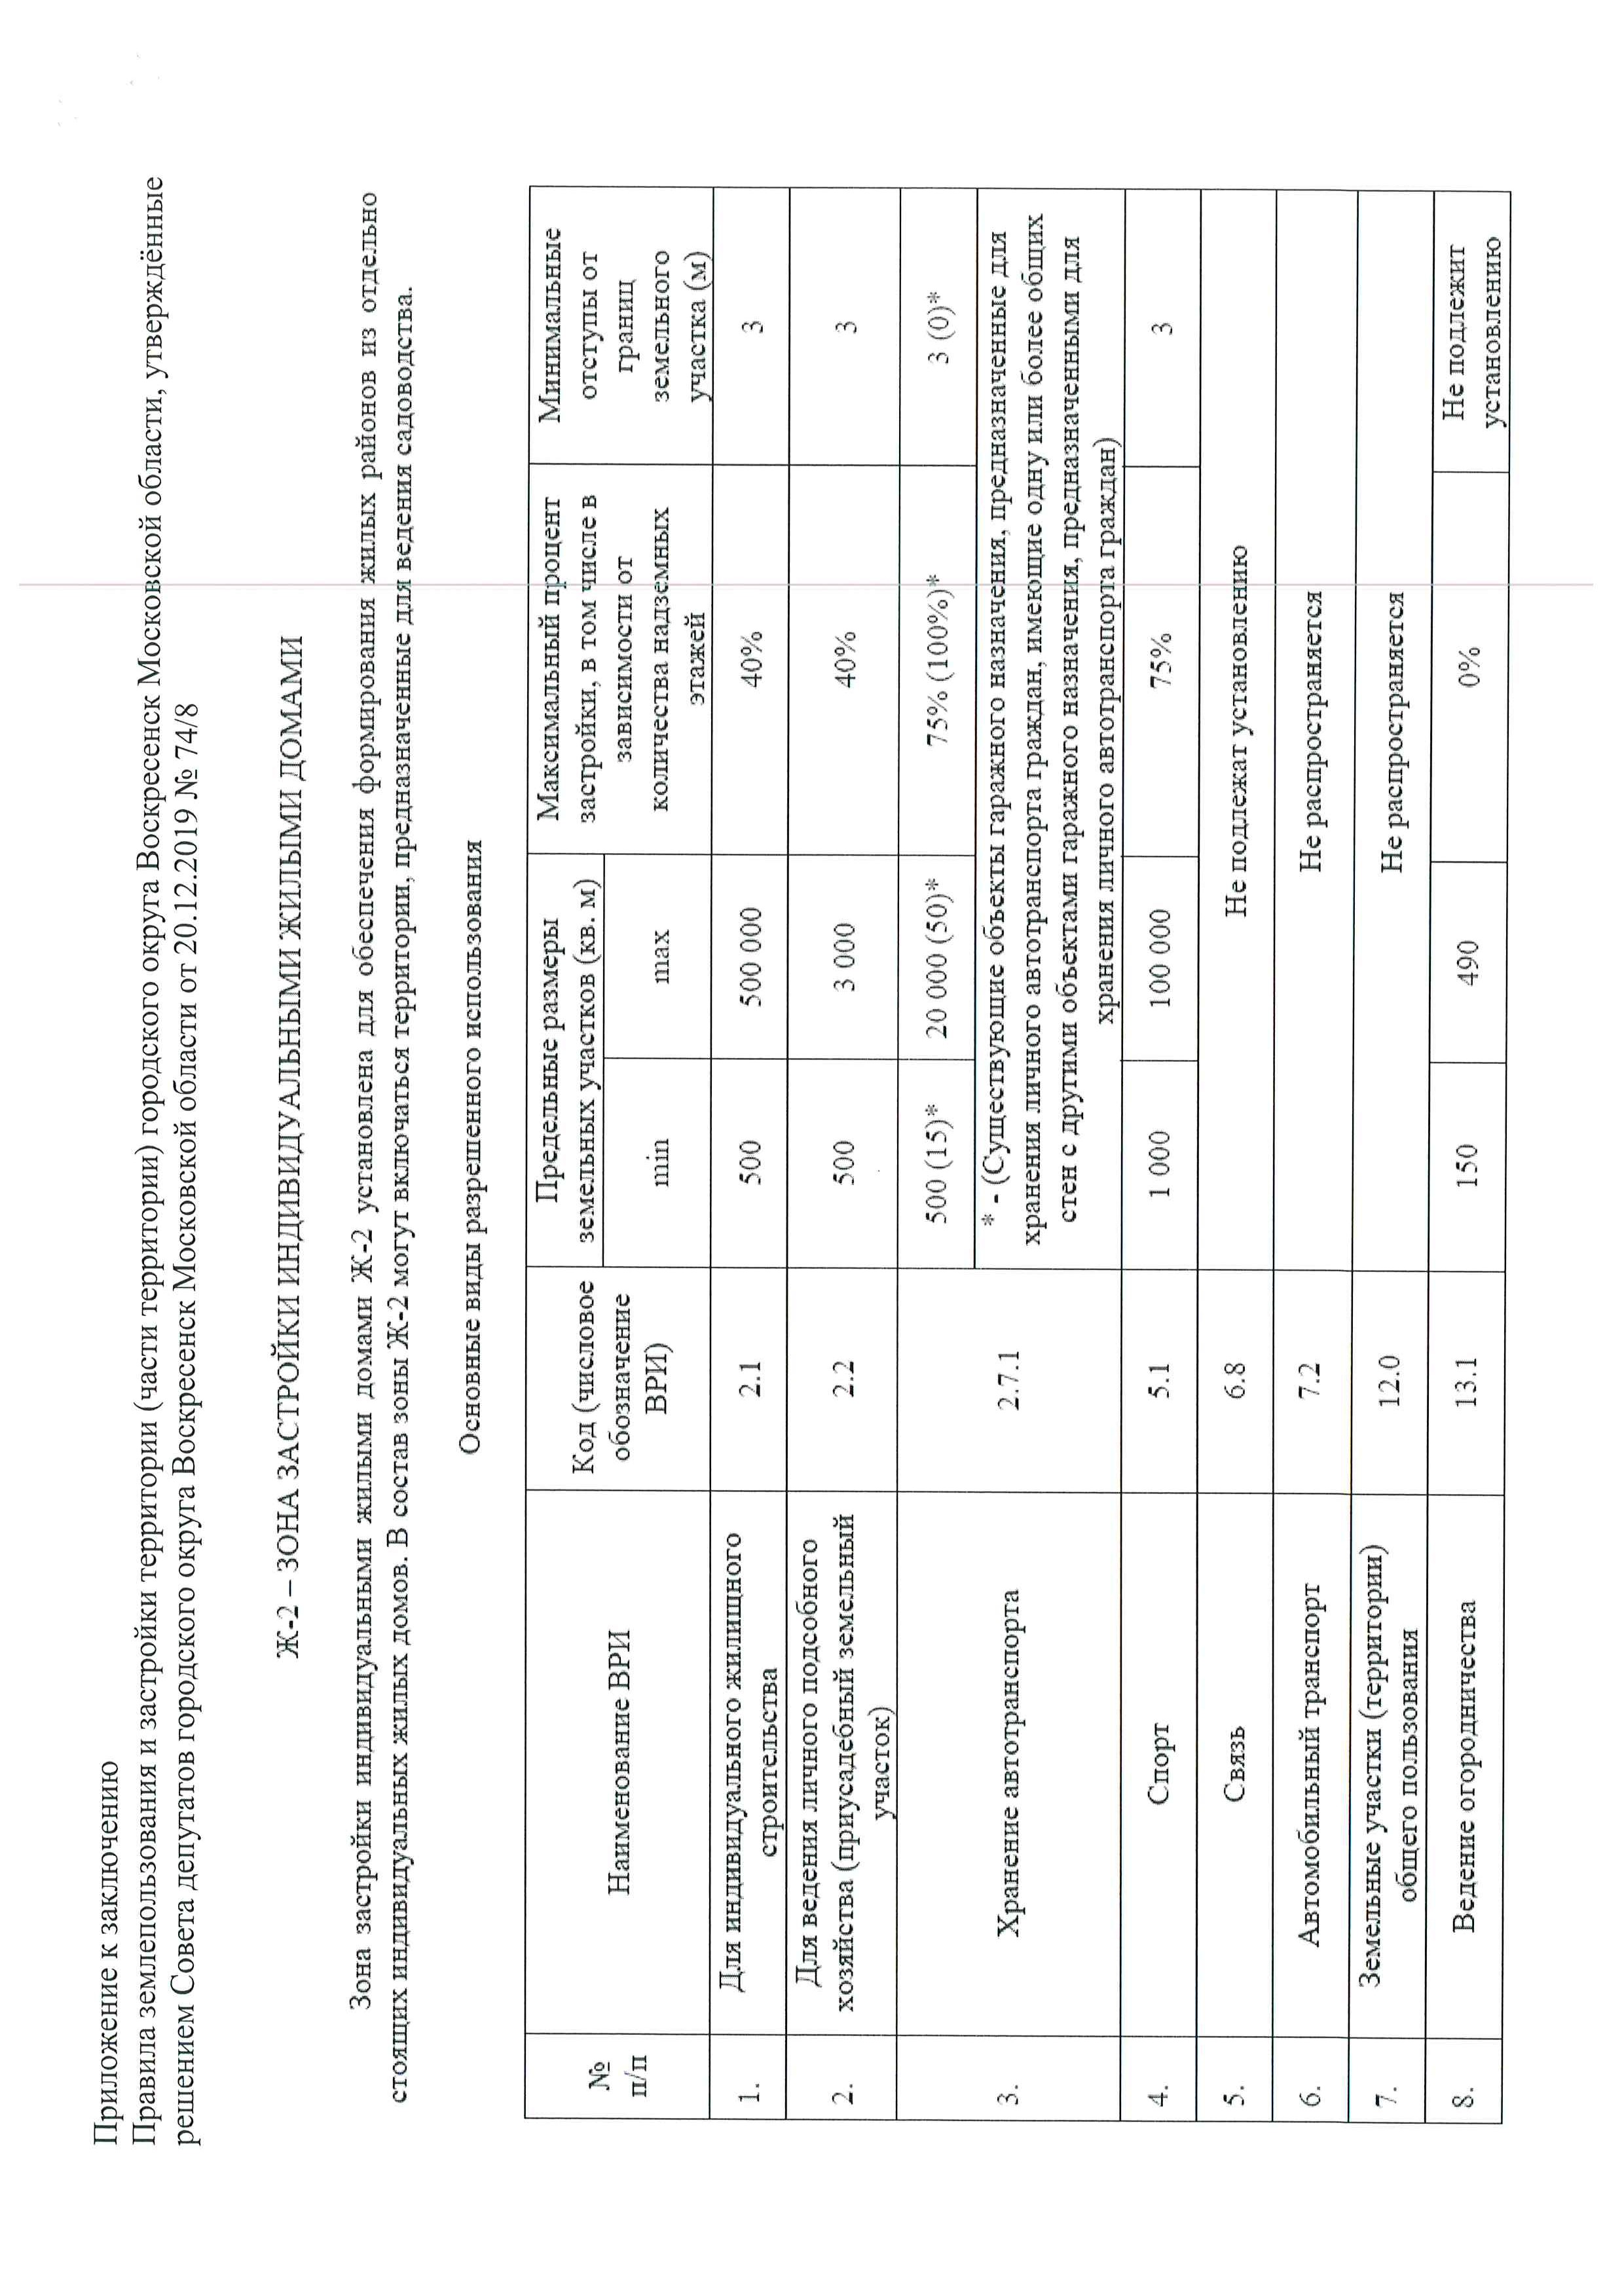 Приложение к заключению
Правила землепользования и застройки территории (части территории) городского округа Воскресенск Московской области, утверждённые
решением Совета депутатов городского округа Воскресенск Московской области от 20.12.2019 № 74/8
Ж-2 – ЗОНА ЗАСТРОЙКИ ИНДИВИДУАЛЬНЫМИ ЖИЛЫМИ ДОМАМИ
Зона застройки индивидуальными жилыми домами Ж-2 установлена для обеспечения формирования жилых районов из отдельно
стоящих индивидуальных жилых домов. В состав зоны Ж-2 могут включаться территории, предназначенные для ведения садоводства.
Основные виды разрешенного использования
№
п/п
Наименование ВРИ
Код (числовое
обозначение
ВРИ)
Предельные размеры
земельных участков (кв. м)
min
max
Максимальный процент
застройки, в том числе в
зависимости от
количества надземных
этажей
Минимальные
отступы от
границ
земельного
участка (м)
1.
Для индивидуального жилищного
строительства
2.1
500
500 000
40%
3
2.
Для ведения личного подсобного
хозяйства (приусадебный земельный
участок)
2.2
500
3 000
40%
3
3.
Хранение автотранспорта
2.7.1
500 (15)*
20 000 (50)*
75% (100%)*
3 (0)*
* - (Существующие объекты гаражного назначения, предназначенные для
хранения личного автотранспорта граждан, имеющие одну или более общих
стен с другими объектами гаражного назначения, предназначенными для
хранения личного автотранспорта граждан)
4.
Спорт
5.1
1 000
100 000
75%
3
5.
Связь
6.8
Не подлежат установлению
6.
Автомобильный транспорт
7.2
Не распространяется
7.
Земельные участки (территории)
общего пользования
12.0
Не распространяется
8.
Ведение огородничества
13.1
150
490
0%
Не подлежит
установлению